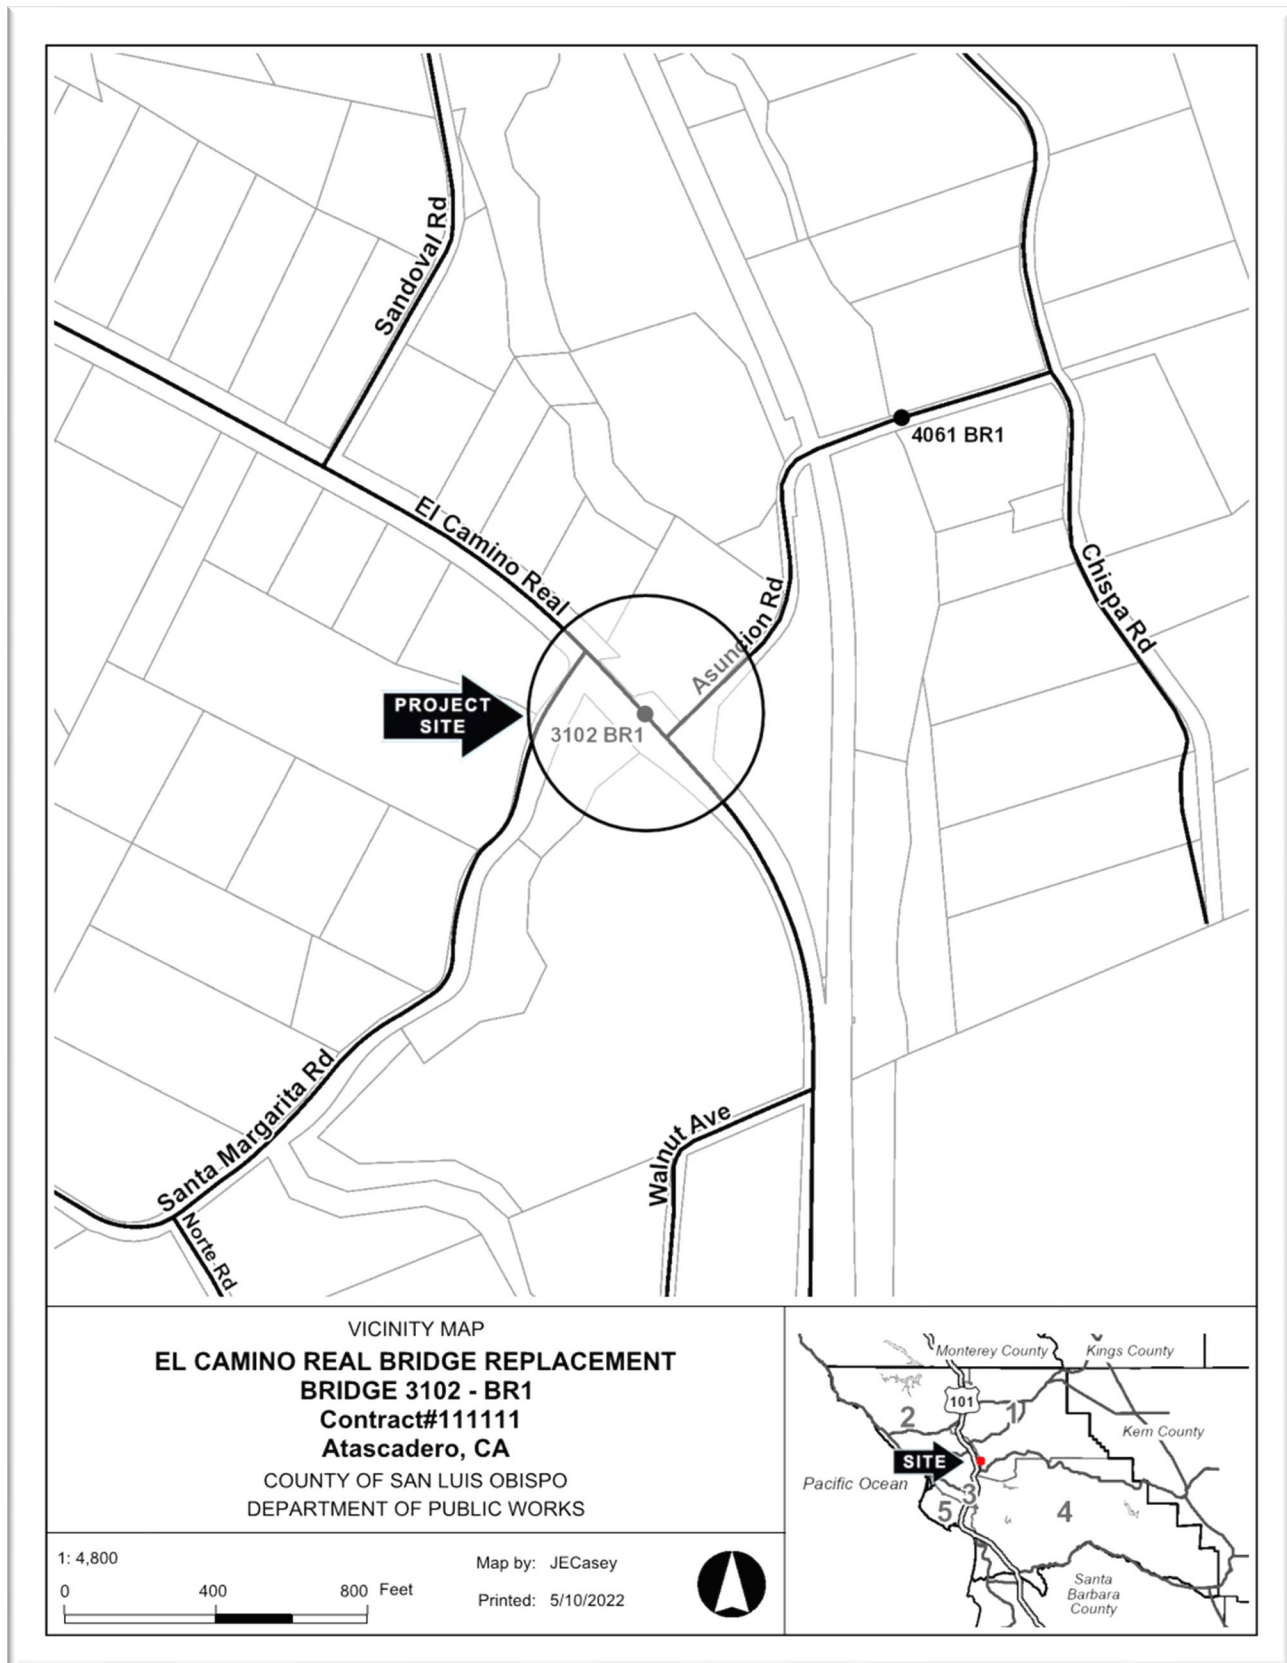 Sandoval Rd
El Camino Real
4061 BR1
Chispa Rd
Asuncion Rd
PROJECT
SITE
3102 BR1
Santa Margarita Rd
Norte Rd
Walnut Ave
VICINITY MAP
EL CAMINO REAL BRIDGE REPLACEMENT
BRIDGE 3102 - BR1
Contract#111111
Atascadero, CA
COUNTY OF SAN LUIS OBISPO
DEPARTMENT OF PUBLIC WORKS
1: 4,800
0 400 800 Feet
Map by: JECasey
Printed: 5/10/2022
Monterey County
Kings County
101
2
1
Kern County
SITE
Pacific Ocean
3
5
4
Santa
Barbara
County